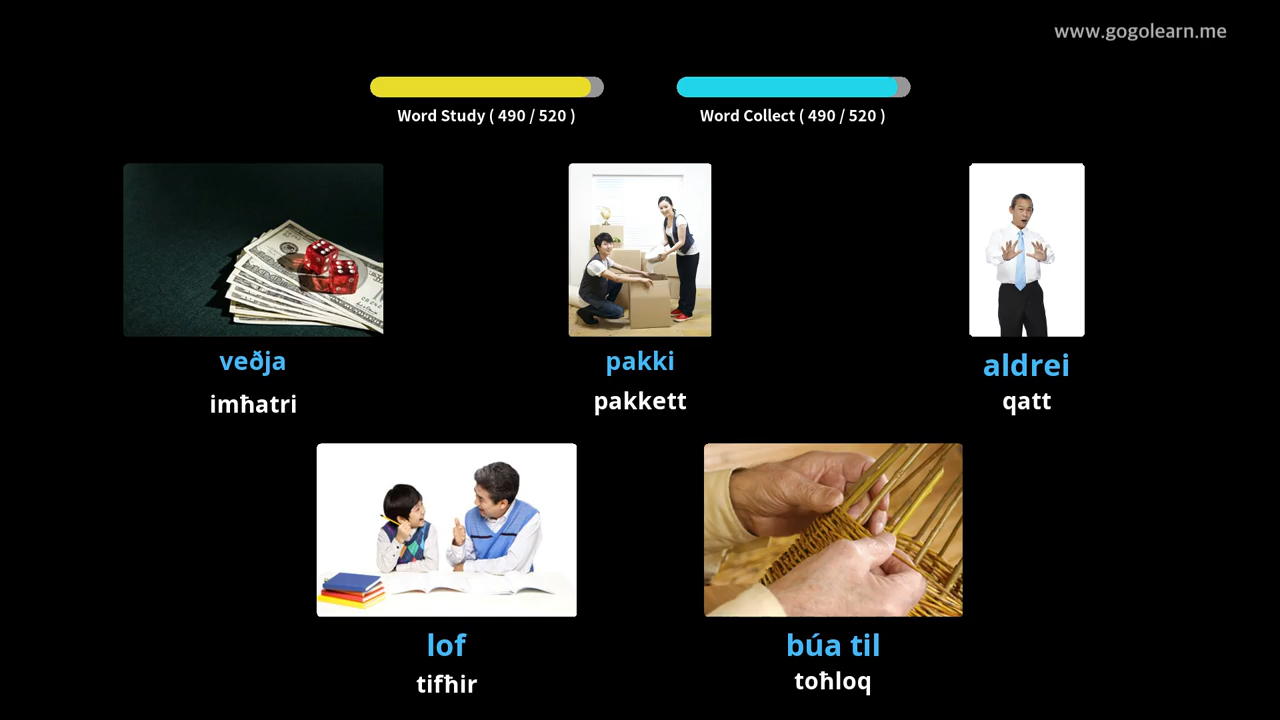 www.gogolearn.me
Word Study ( 490 / 520 )
Word Collect ( 490 / 520 )
veðja
imħatri
pakki
pakkett
aldrei
qatt
lof
tifħir
búa til
toħloq